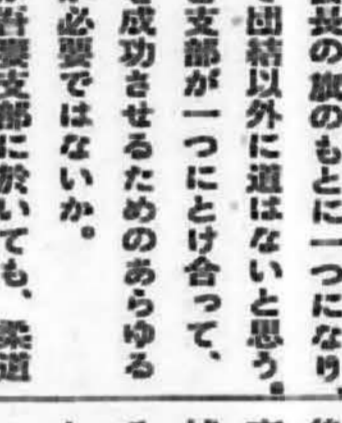 長の旗のもとに一つになり、
団結以外に道はないと思う。
支部が一つにとけ合って、
成功させるためのあらゆる
必要ではないか。
吾妻支部に於いても、柔道